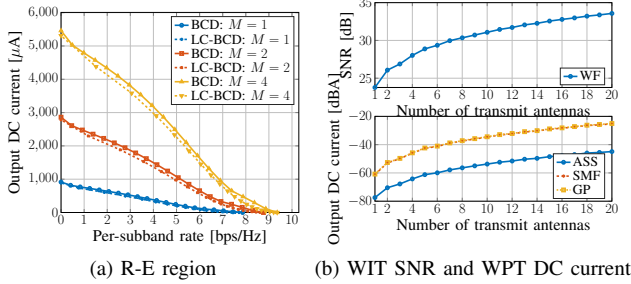 6,000
5,000
4,000
3,000
2,000
1,000
0
Output DC current [μA]
BCD: M = 1
LC-BCD: M = 1
BCD: M = 2
LC-BCD: M = 2
BCD: M = 4
LC-BCD: M = 4
0 1 2 3 4 5 6 7 8 9 10
Per-subband rate [bps/Hz]
(a) R-E region
35
30
25
SNR [dB]
WF
1 2 4 6 8 10 12 14 16 18 20
Number of transmit antennas
−20
−40
−60
−80
Output DC current [dBA]
ASS
SMF
GP
1 2 4 6 8 10 12 14 16 18 20
Number of transmit antennas
(b) WIT SNR and WPT DC current